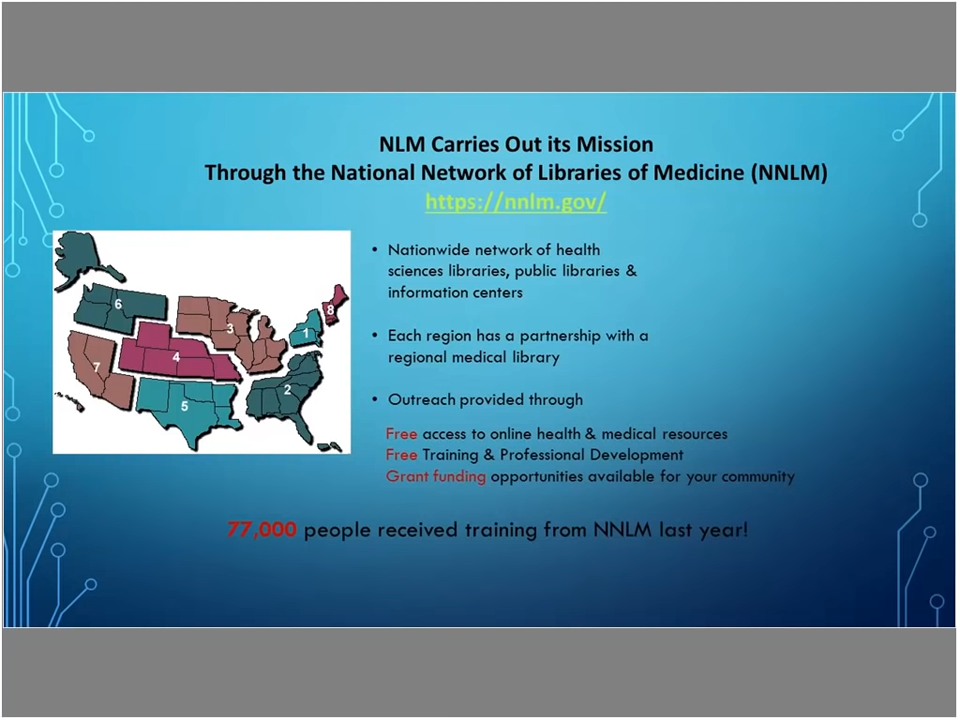 NLM Carries Out its Mission
Through the National Network of Libraries of Medicine (NNLM)
https://nnlm.gov/
• Nationwide network of health
sciences libraries, public libraries &
information centers
• Each region has a partnership with a
regional medical library
• Outreach provided through
Free access to online health & medical resources
Free Training & Professional Development
Grant funding opportunities available for your community
6
8
3
1
4
7
2
5
77,000 people received training from NNLM last year!